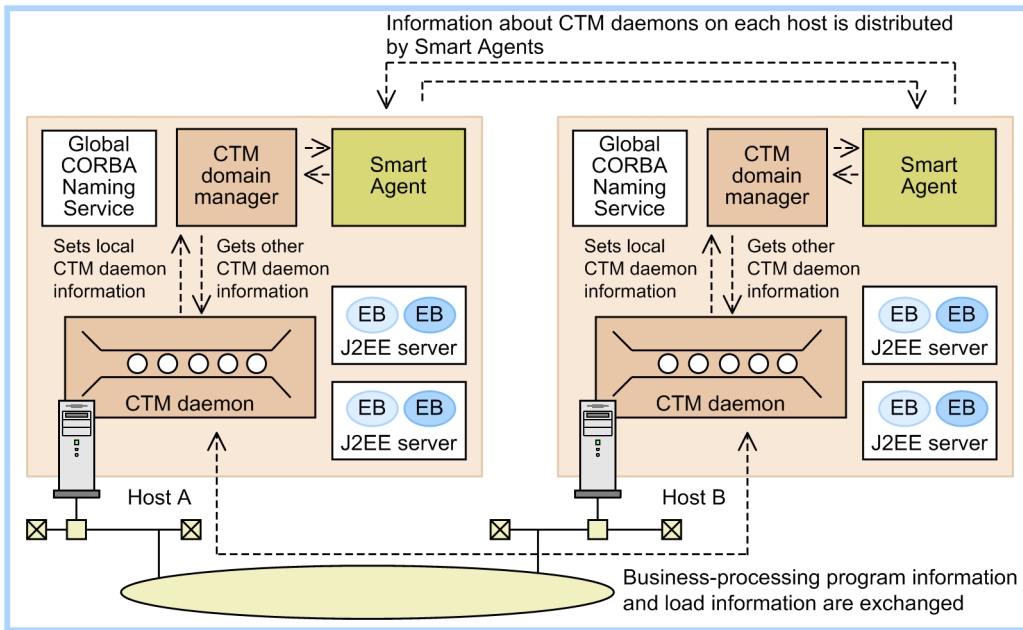 Information about CTM daemons on each host is distributed
by Smart Agents
Global
CORBA
Naming
Service
CTM
domain
manager
Smart
Agent
Sets local
CTM daemon
information
Gets other
CTM daemon
information
EB
EB
J2EE server
CTM daemon
EB
EB
J2EE server
Host A
Global
CORBA
Naming
Service
CTM
domain
manager
Smart
Agent
Sets local
CTM daemon
information
Gets other
CTM daemon
information
EB
EB
J2EE server
CTM daemon
EB
EB
J2EE server
Host B
Business-processing program information
and load information are exchanged